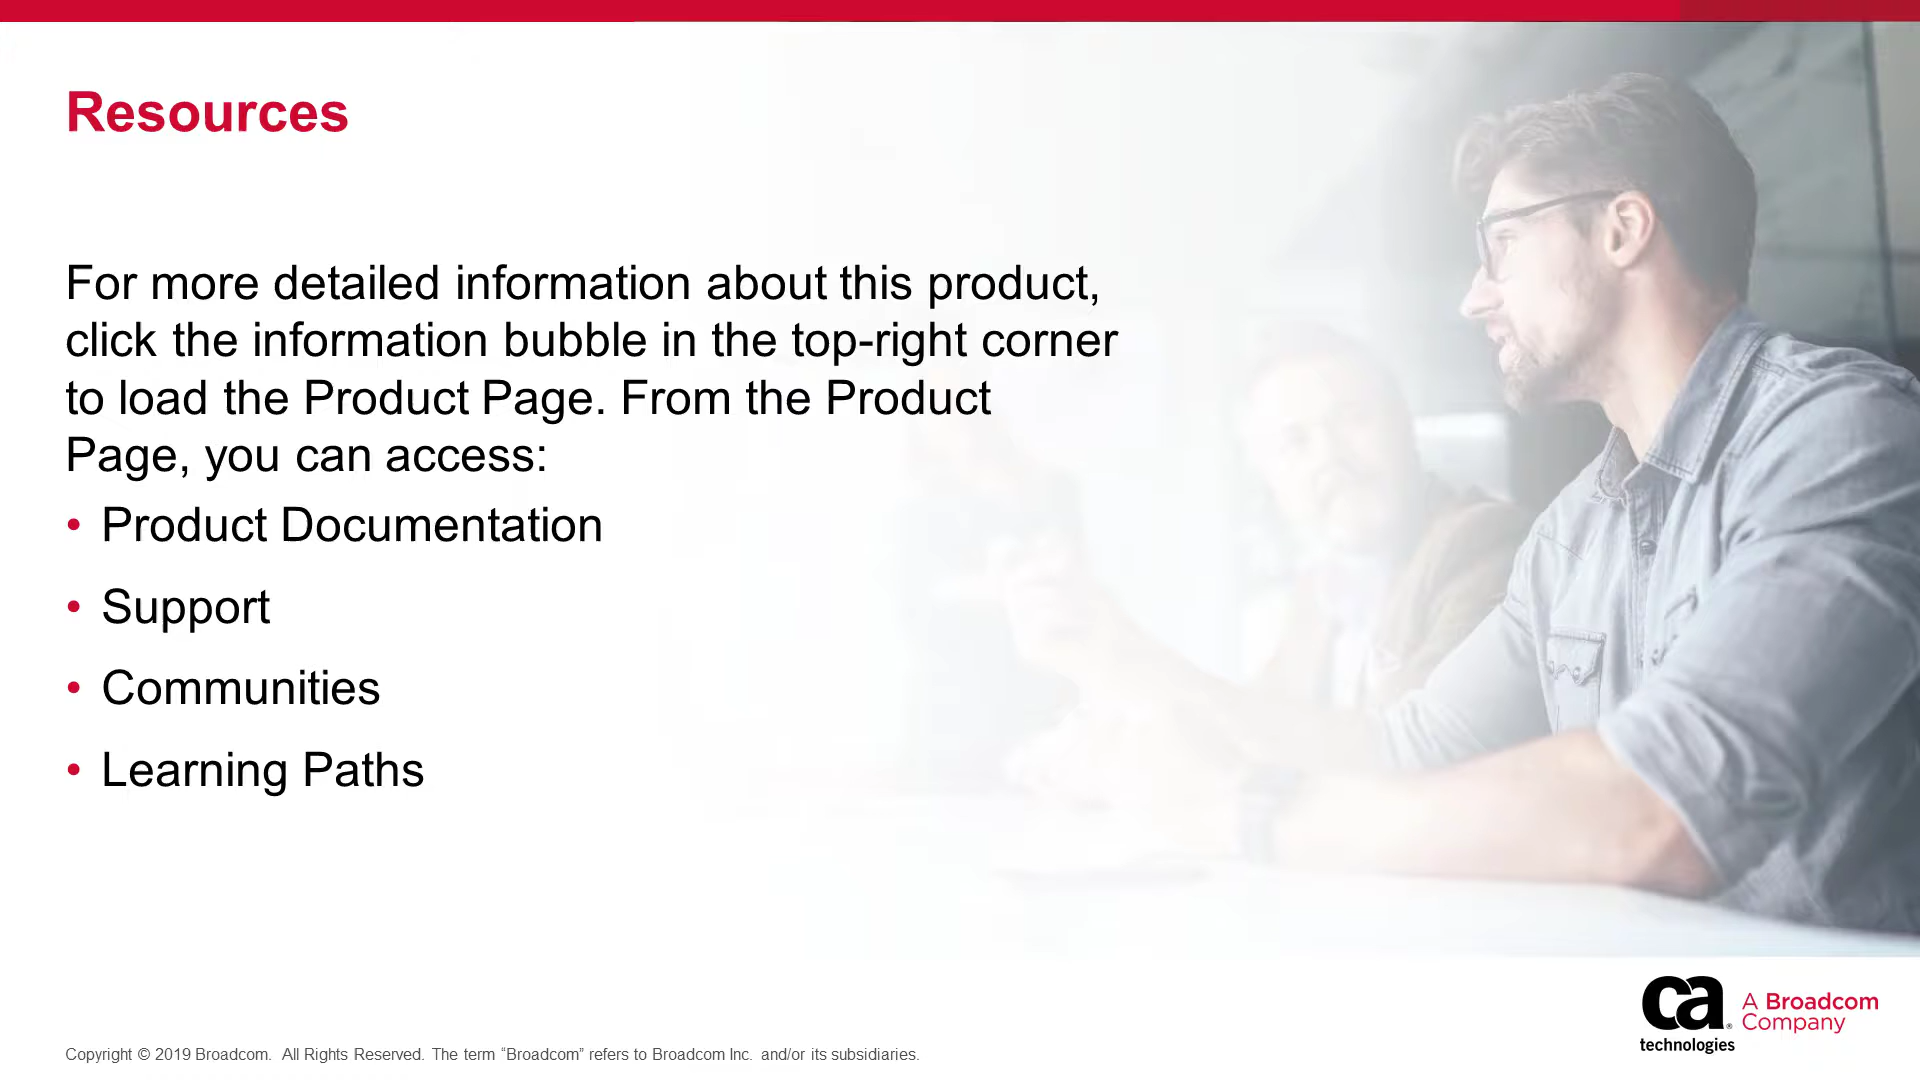 Resources
For more detailed information about this product,
click the information bubble in the top-right corner
to load the Product Page. From the Product
Page, you can access:
• Product Documentation
• Support
• Communities
• Learning Paths
ca
technologies
A Broadcom
Company
Copyright © 2019 Broadcom. All Rights Reserved. The term “Broadcom” refers to Broadcom Inc. and/or its subsidiaries.